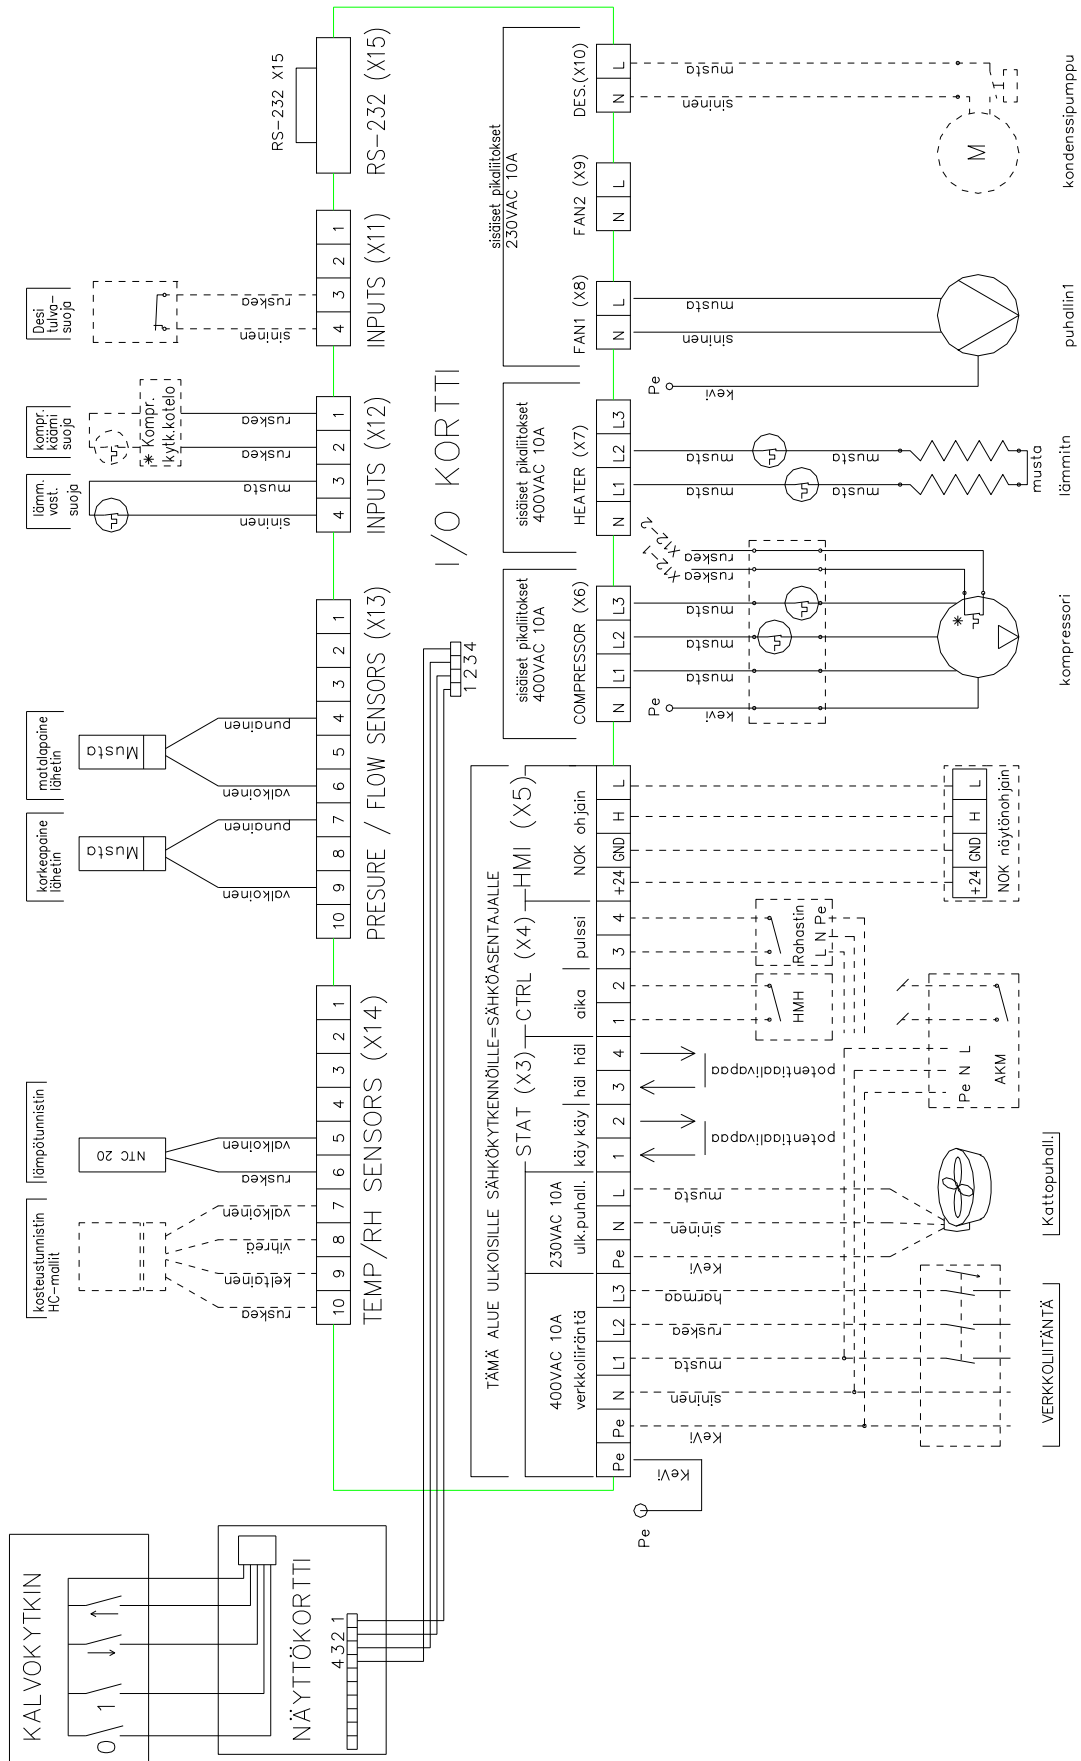 KALVOKYTKIN
0
1
NÄYTTÖKORTTI
4 3 2 1
kosteustunnistin
HC-mallit
lämpötunnistin
NTC 20
ruskea
keltainen
vihreä
valkoinen
ruskea
valkoinen
10 9 8 7 6 5 4 3 2 1
TEMP/RH SENSORS (X14)
korkeapaine
lähetin
Musta
matalapaine
lähetin
Musta
valkoinen
punainen
valkoinen
punainen
10 9 8 7 6 5 4 3 2 1
PRESURE / FLOW SENSORS (X13)
lämm.
vast.
suoja
kompr.
käämi
suoja
* Kompr.
kytk.kotelo
sininen
musta
ruskea
ruskea
4 3 2 1
INPUTS (X12)
Desi
tulva-
suoja
sininen
ruskea
4 3 2 1
INPUTS (X11)
RS-232 X15
RS-232 (X15)
I/O KORTTI
1 2 3 4
TÄMÄ ALUE ULKOISILLE SÄHKÖKYTKENNÖILLE=SÄHKÖASENTAJALLE
STAT (X3)
CTRL (X4)
HMI (X5)
400VAC 10A
verkkoliiräntä
230VAC 10A
ulk.puhall.
käy käy
häl häl
aika
pulssi
NOK ohjain
Pe Pe N L1 L2 L3 Pe N L 1 2 3 4 1 2 3 4 +24 GND H L
sisäiset pikaliitokset
400VAC 10A
COMPRESSOR (X6)
N L1 L2 L3
sisäiset pikaliitokset
400VAC 10A
HEATER (X7)
N L1 L2 L3
sisäiset pikaliitokset
230VAC 10A
FAN1 (X8)
N L
FAN2 (X9)
N L
DES.(X10)
N L
Pe
KeVi
KeVi
sininen
musta
ruskea
harmaa
KeVi
sininen
musta
potentiaalivapaa
potentiaalivapaa
HMH
Rahastin
L N Pe
Pe N L
AKM
+24 GND H L
NOK näytönohjain
VERKKOLIITÄNTÄ
Kattopuhall.
Pe
kevi
musta
musta
musta
ruskea
ruskea
X12-1
X12-2
*
kompressori
musta
musta
musta
musta
musta
lämmitn
Pe
kevi
sininen
musta
puhallin1
sininen
musta
M
kondenssipumppu